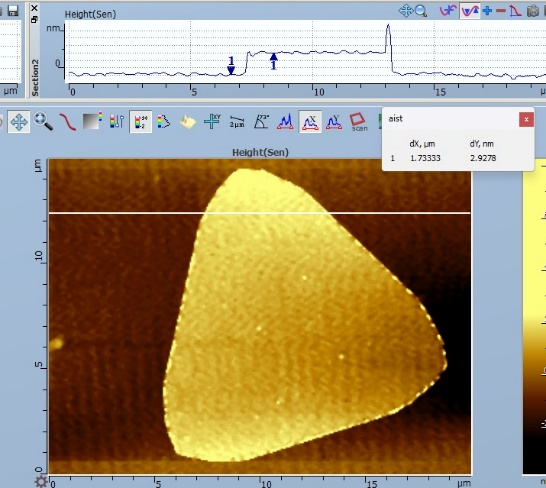 Height(Sen)
nm
0
1
1
Section2
µm
0
5
10
15
µm
aist
x
dX, µm
dY, nm
1
1.73333
2.9278
scan
Height(Sen)
µm
10
5
0
5
10
15
µm